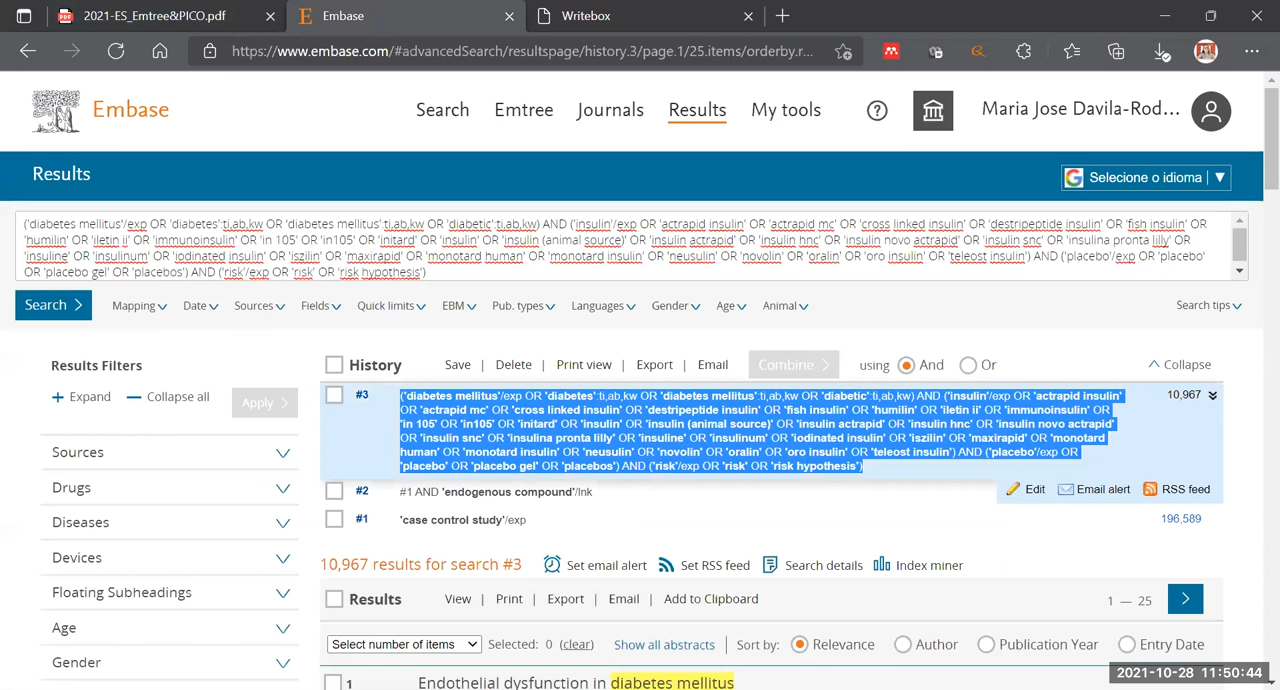 2021-ES_Emtree&PICO.pdf
Embase
Writebox
https://www.embase.com/#advancedSearch/resultspage/history.3/page.1/25.items/orderby.r...
Embase
Search
Emtree
Journals
Results
My tools
Maria Jose Davila-Rod...
Results
Selecione o idioma
('diabetes mellitus'/exp OR 'diabetes':ti,ab,kw OR 'diabetes mellitus':ti,ab,kw OR 'diabetic':ti,ab,kw) AND ('insulin'/exp OR 'actrapid insulin' OR 'actrapid mc' OR 'cross linked insulin' OR 'destripeptide insulin' OR 'fish insulin' OR
'humilin' OR 'iletin ii' OR 'immunoinsulin' OR 'in 105' OR 'in105' OR 'initard' OR 'insulin' OR 'insulin (animal source)' OR 'insulin actrapid' OR 'insulin hnc' OR 'insulin novo actrapid' OR 'insulin snc' OR 'insulina pronta lilly' OR
'insuline' OR 'insulinum' OR 'iodinated insulin' OR 'iszilin' OR 'maxirapid' OR 'monotard human' OR 'monotard insulin' OR 'neusulin' OR 'novolin' OR 'oralin' OR 'oro insulin' OR 'teleost insulin') AND ('placebo'/exp OR 'placebo'
OR 'placebo gel' OR 'placebos') AND ('risk'/exp OR 'risk' OR 'risk hypothesis')
Search
Mapping
Date
Sources
Fields
Quick limits
EBM
Pub. types
Languages
Gender
Age
Animal
Search tips
Results Filters
Expand
Collapse all
Apply
Sources
Drugs
Diseases
Devices
Floating Subheadings
Age
Gender
History
Save | Delete | Print view | Export | Email
Combine
using And Or
Collapse
#3
('diabetes mellitus'/exp OR 'diabetes':ti,ab,kw OR 'diabetes mellitus':ti,ab,kw OR 'diabetic':ti,ab,kw) AND ('insulin'/exp OR 'actrapid insulin'
OR 'actrapid mc' OR 'cross linked insulin' OR 'destripeptide insulin' OR 'fish insulin' OR 'humilin' OR 'iletin ii' OR 'immunoinsulin' OR
'in 105' OR 'in105' OR 'initard' OR 'insulin' OR 'insulin (animal source)' OR 'insulin actrapid' OR 'insulin hnc' OR 'insulin novo actrapid'
OR 'insulin snc' OR 'insulina pronta lilly' OR 'insuline' OR 'insulinum' OR 'iodinated insulin' OR 'iszilin' OR 'maxirapid' OR 'monotard
human' OR 'monotard insulin' OR 'neusulin' OR 'novolin' OR 'oralin' OR 'oro insulin' OR 'teleost insulin') AND ('placebo'/exp OR
'placebo' OR 'placebo gel' OR 'placebos') AND ('risk'/exp OR 'risk' OR 'risk hypothesis')
10,967
#2
#1 AND 'endogenous compound'/lnk
Edit
Email alert
RSS feed
#1
'case control study'/exp
196,589
10,967 results for search #3
Set email alert
Set RSS feed
Search details
Index miner
Results
View | Print | Export | Email | Add to Clipboard
1 — 25
Select number of items
Selected: 0 (clear)
Show all abstracts
Sort by:
Relevance
Author
Publication Year
Entry Date
2021-10-28 11:50:44
1
Endothelial dysfunction in diabetes mellitus